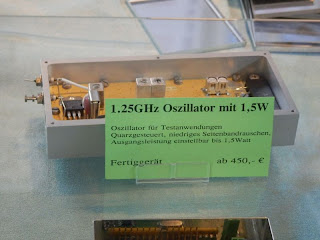 1.25GHz Oszillator mit 1,5W
Oszillator für Testanwendungen
Quarzgesteuert, niedriges Seitenbandrauschen,
Ausgangsleistung einstellbar bis 1,5Watt
Fertiggerät ab 450,- €